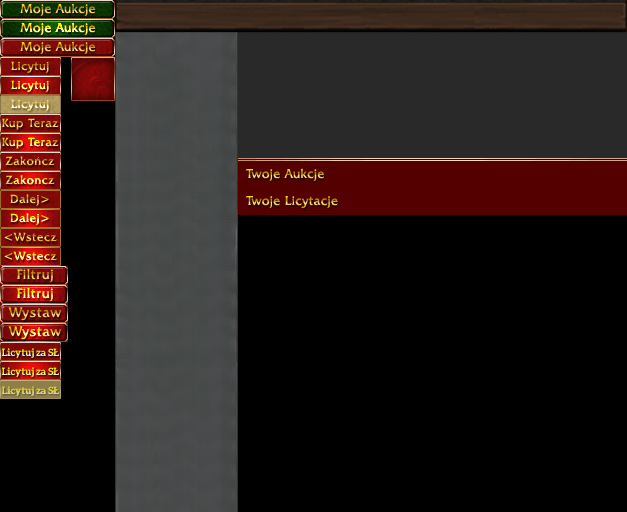 Moje Aukcje
Moje Aukcje
Moje Aukcje
Licytuj
Licytuj
Licytuj
Kup Teraz
Kup Teraz
Zakończ
Zakończ
Dalej>
Dalej>
<Wstecz
<Wstecz
Filtruj
Filtruj
Wystaw
Wystaw
Licytuj za SŁ
Licytuj za SŁ
Licytuj za SŁ
Twoje Aukcje
Twoje Licytacje